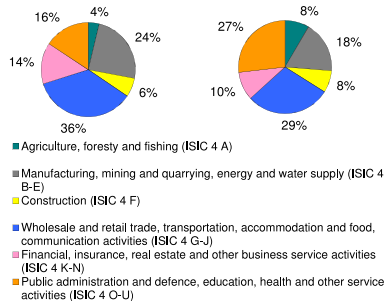 16% 4% 8%
27%
24%
18%
14%
6% 10% 8%
36% 29%
Agriculture, foresty and fishing (ISIC 4 A)
Manufacturing, mining and quarrying, energy and water supply (ISIC 4
B-E)
Construction (ISIC 4 F)
Wholesale and retail trade, transportation, accommodation and food,
communication activities (ISIC 4 G-J)
Financial, insurance, real estate and other business service activities
(ISIC 4 K-N)
Public administration and defence, education, health and other service
activities (ISIC 4 O-U)